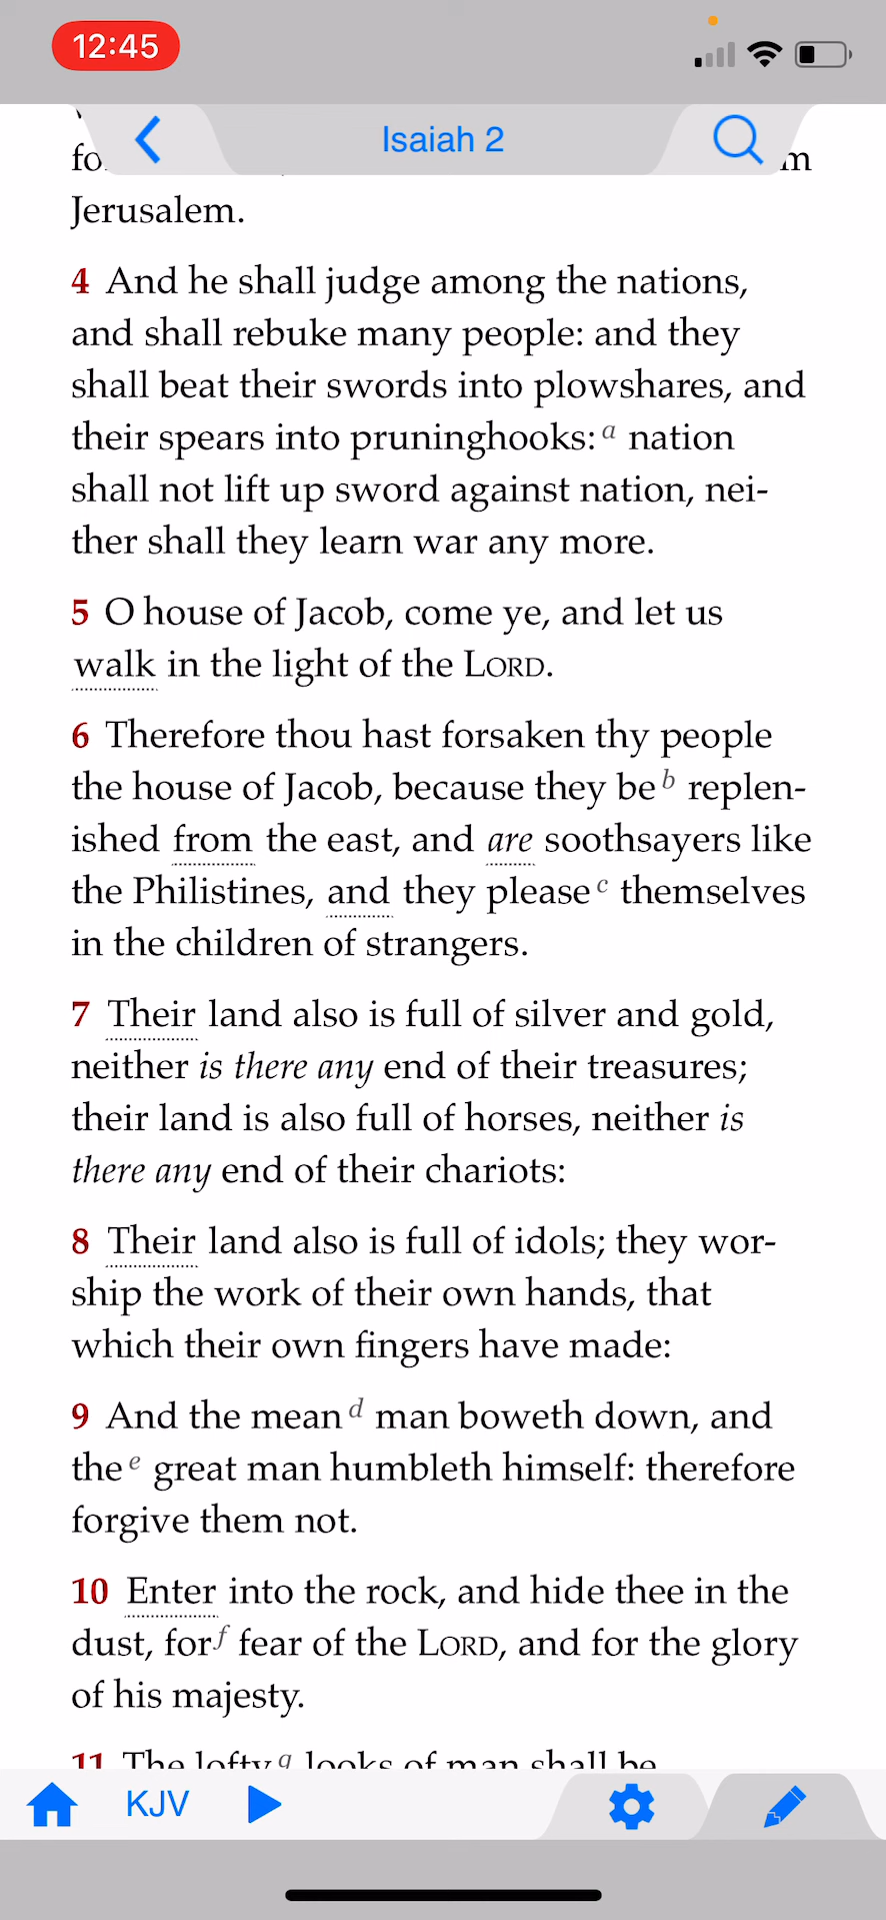 12:45
Isaiah 2
Jerusalem.
4 And he shall judge among the nations,
and shall rebuke many people: and they
shall beat their swords into plowshares, and
their spears into pruninghooks: a nation
shall not lift up sword against nation, nei-
ther shall they learn war any more.
5 O house of Jacob, come ye, and let us
walk in the light of the LORD.
6 Therefore thou hast forsaken thy people
the house of Jacob, because they be b replen-
ished from the east, and are soothsayers like
the Philistines, and they please c themselves
in the children of strangers.
7 Their land also is full of silver and gold,
neither is there any end of their treasures;
their land is also full of horses, neither is
there any end of their chariots:
8 Their land also is full of idols; they wor-
ship the work of their own hands, that
which their own fingers have made:
9 And the mean d man boweth down, and
the e great man humbleth himself: therefore
forgive them not.
10 Enter into the rock, and hide thee in the
dust, for f fear of the LORD, and for the glory
of his majesty.
11 The lofty g looks of man shall be
KJV